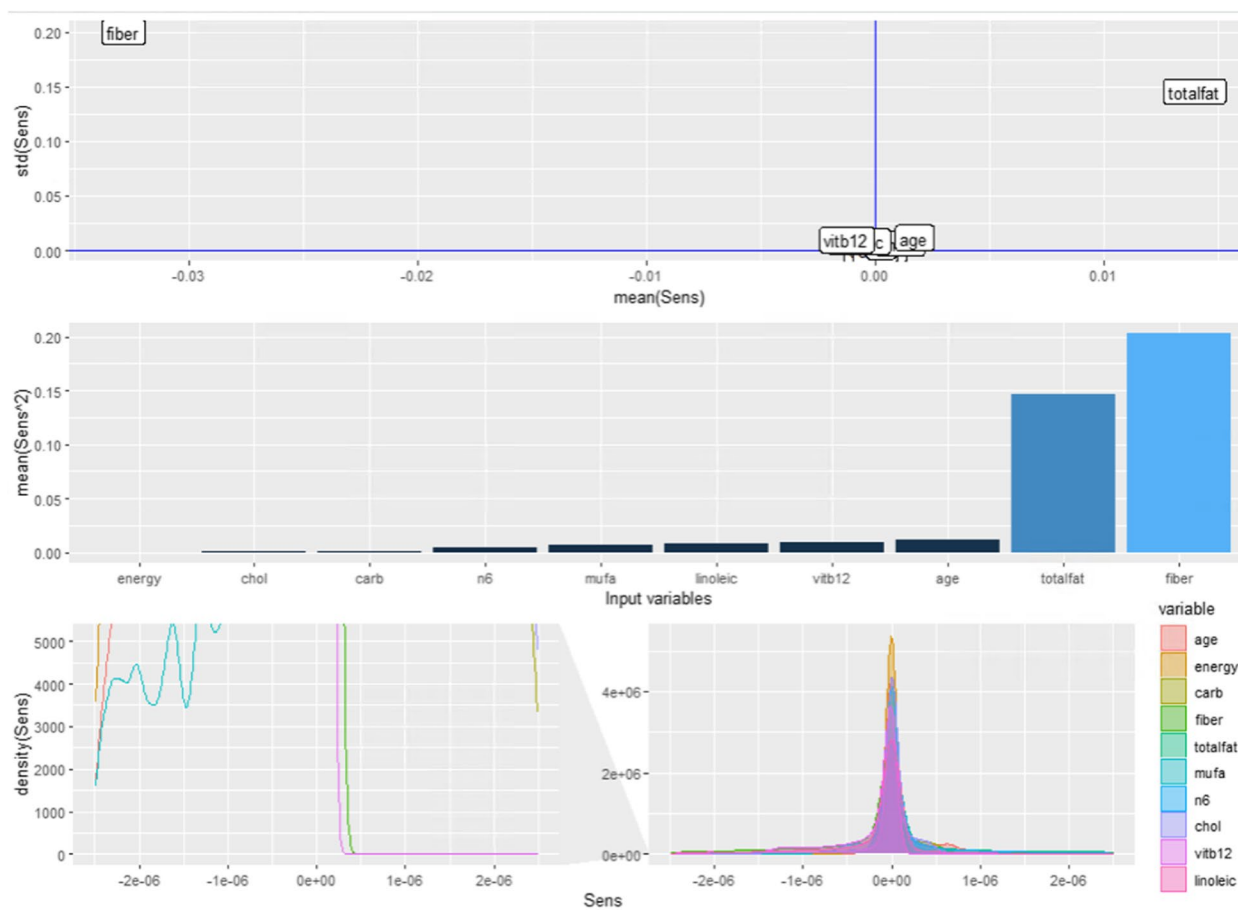 fiber
totalfat
vitb12
c
age
std(Sens)
0.20
0.15
0.10
0.05
0.00
-0.03
-0.02
-0.01
0.00
0.01
mean(Sens)
mean(Sens^2)
0.20
0.15
0.10
0.05
0.00
energy
chol
carb
n6
mufa
linoleic
vitb12
age
totalfat
fiber
Input variables
density(Sens)
5000
4000
3000
2000
1000
0
-2e-06
-1e-06
0e+00
1e-06
2e-06
4e+06
2e+06
0e+00
-2e-06
-1e-06
0e+00
1e-06
2e-06
Sens
variable
age
energy
carb
fiber
totalfat
mufa
n6
chol
vitb12
linoleic